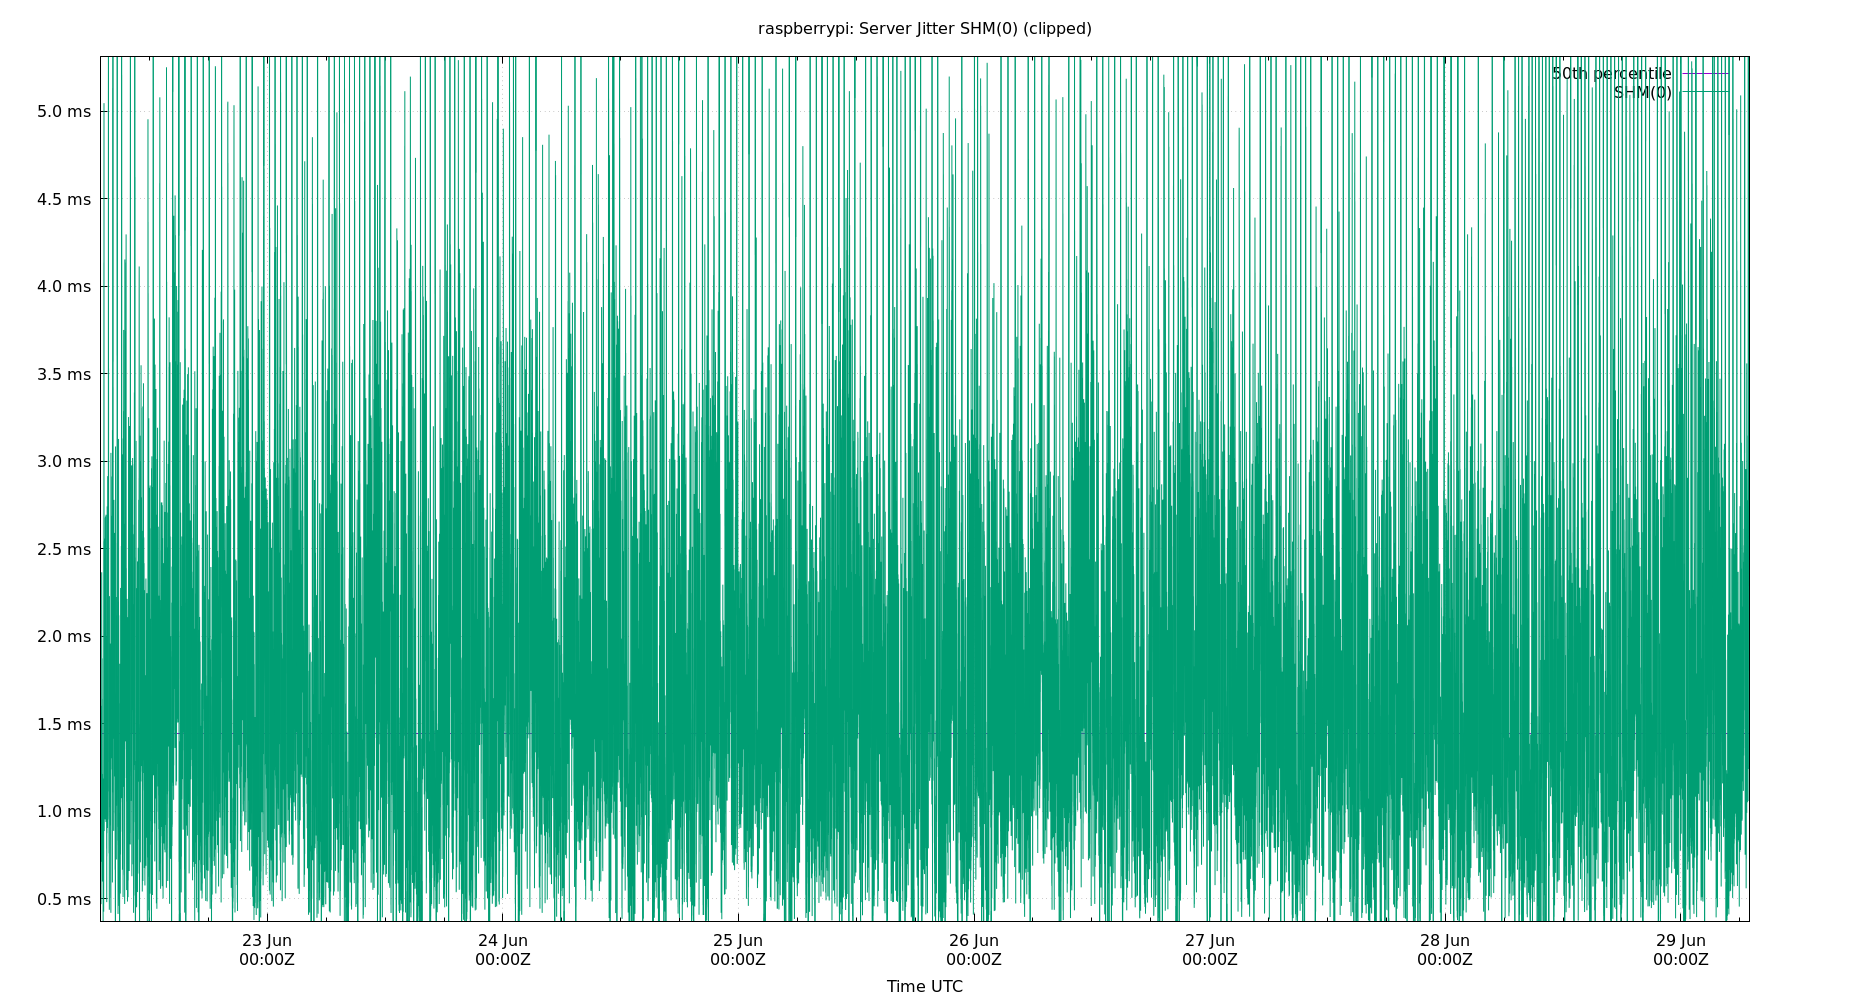 raspberrypi: Server Jitter SHM(0) (clipped)
50th percentile
SHM(0)
5.0 ms
4.5 ms
4.0 ms
3.5 ms
3.0 ms
2.5 ms
2.0 ms
1.5 ms
1.0 ms
0.5 ms
23 Jun 24 Jun 25 Jun 26 Jun 27 Jun 28 Jun 29 Jun
00:00Z 00:00Z 00:00Z 00:00Z 00:00Z 00:00Z 00:00Z
Time UTC